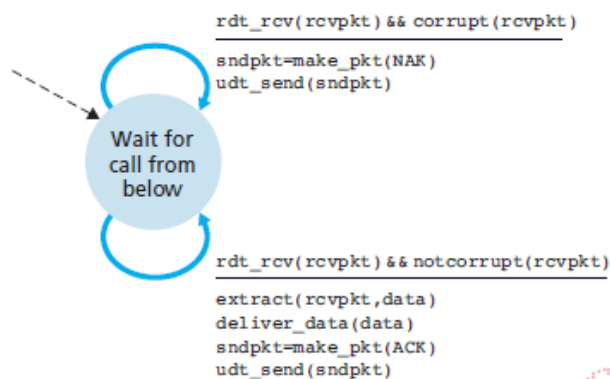 rdt_rcv(rcvpkt) && corrupt(rcvpkt)
sndpkt=make_pkt(NAK)
udt_send(sndpkt)
Wait for
call from
below
rdt_rcv(rcvpkt) && notcorrupt(rcvpkt)
extract(rcvpkt,data)
deliver_data(data)
sndpkt=make_pkt(ACK)
udt_send(sndpkt)